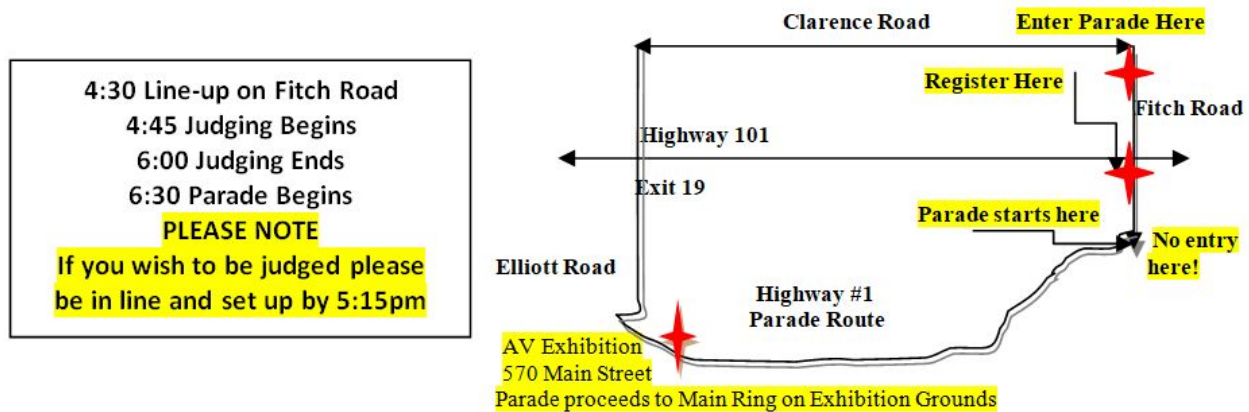 4:30 Line-up on Fitch Road
4:45 Judging Begins
6:00 Judging Ends
6:30 Parade Begins
PLEASE NOTE
If you wish to be judged please
be in line and set up by 5:15pm
Clarence Road
Enter Parade Here
Register Here
Fitch Road
Highway 101
Exit 19
Parade starts here
No entry
here!
Elliott Road
Highway #1
Parade Route
AV Exhibition
570 Main Street
Parade proceeds to Main Ring on Exhibition Grounds